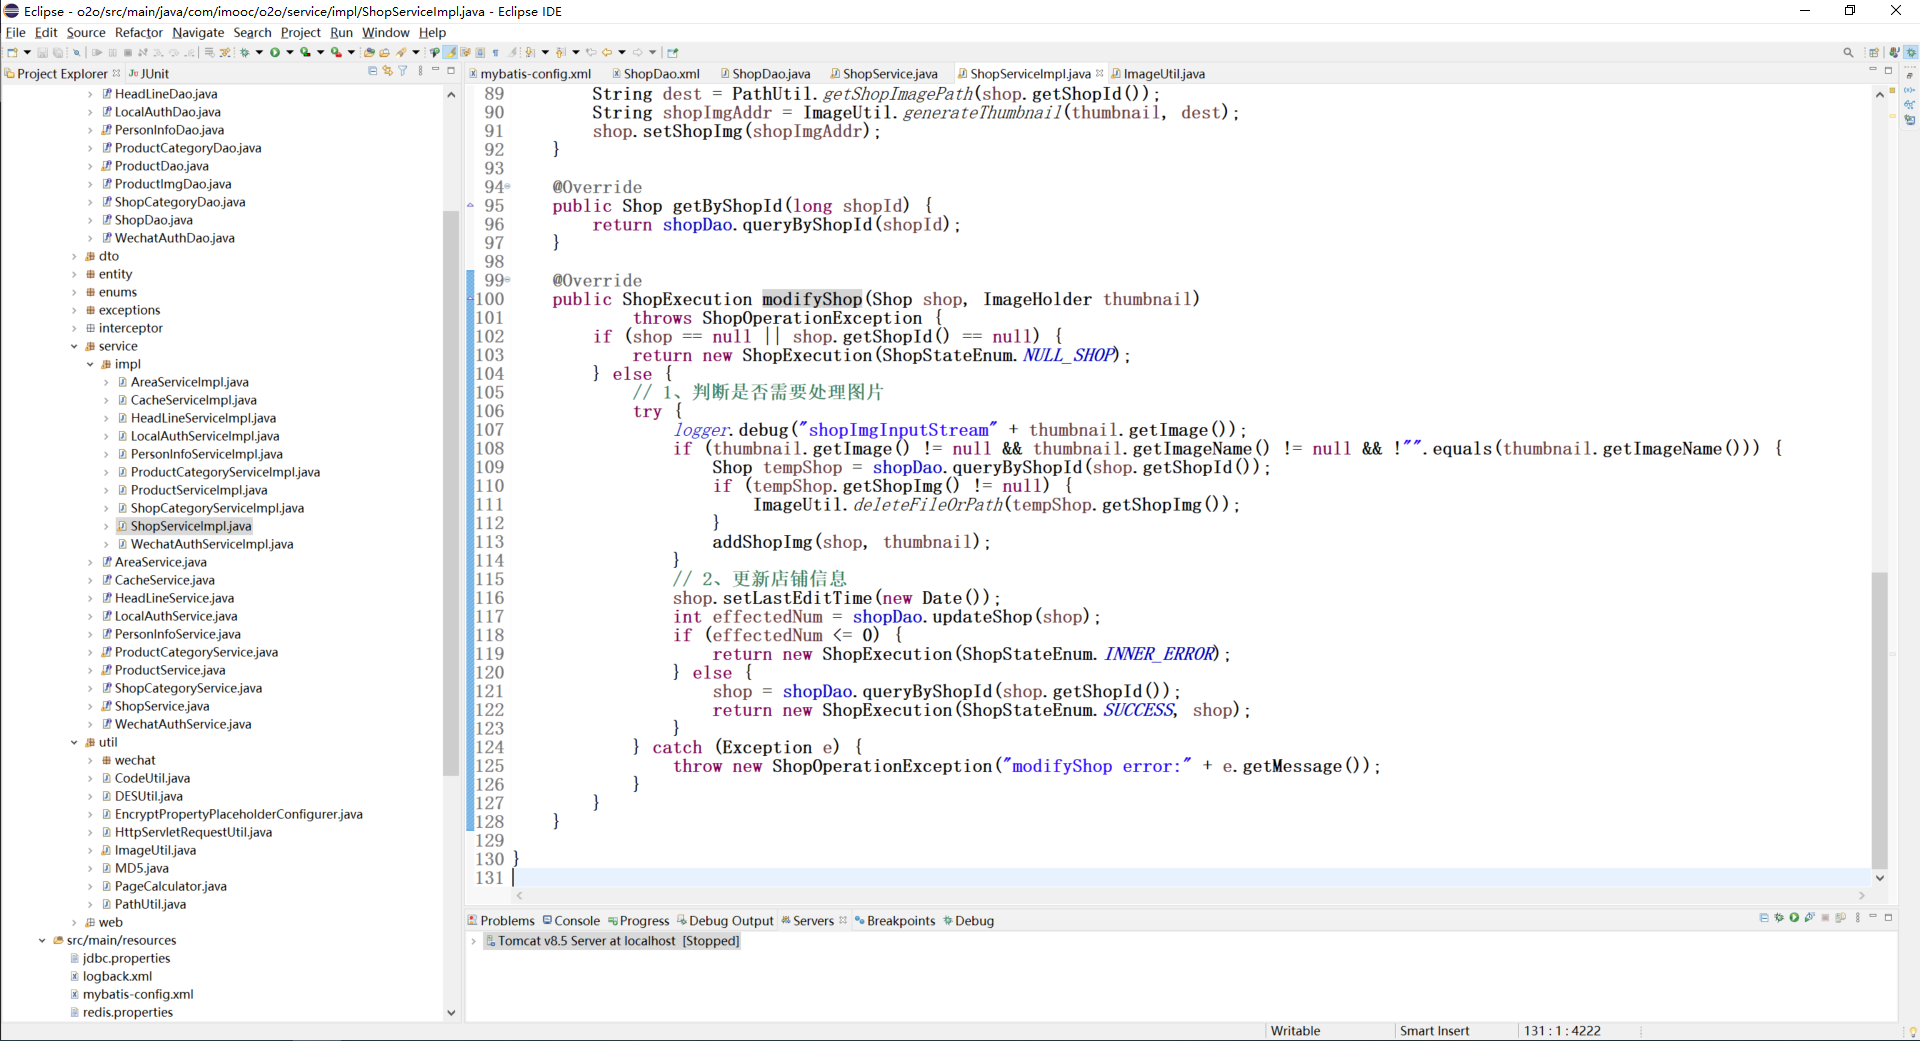 Eclipse - o2o/src/main/java/com/imooc/o2o/service/impl/ShopServiceImpl.java - Eclipse IDE
File Edit Source Refactor Navigate Search Project Run Window Help
Project Explorer JUnit
HeadLineDao.java
LocalAuthDao.java
PersonInfoDao.java
ProductCategoryDao.java
ProductDao.java
ProductImgDao.java
ShopCategoryDao.java
ShopDao.java
WechatAuthDao.java
dto
entity
enums
exceptions
interceptor
service
impl
AreaServiceImpl.java
CacheServiceImpl.java
HeadLineServiceImpl.java
LocalAuthServiceImpl.java
PersonInfoServiceImpl.java
ProductCategoryServiceImpl.java
ProductServiceImpl.java
ShopCategoryServiceImpl.java
ShopServiceImpl.java
WechatAuthServiceImpl.java
AreaService.java
CacheService.java
HeadLineService.java
LocalAuthService.java
PersonInfoService.java
ProductCategoryService.java
ProductService.java
ShopCategoryService.java
ShopService.java
WechatAuthService.java
util
wechat
CodeUtil.java
DESUtil.java
EncryptPropertyPlaceholderConfigurer.java
HttpServletRequestUtil.java
ImageUtil.java
MD5.java
PageCalculator.java
PathUtil.java
web
src/main/resources
jdbc.properties
logback.xml
mybatis-config.xml
redis.properties
mybatis-config.xml ShopDao.xml ShopDao.java ShopService.java ShopServiceImpl.java ImageUtil.java
89 String dest = PathUtil.getShopImagePath(shop.getShopId());
90 String shopImgAddr = ImageUtil.generateThumbnail(thumbnail, dest);
91 shop.setShopImg(shopImgAddr);
92 }
93
94 @Override
95 public Shop getByShopId(long shopId) {
96 return shopDao.queryByShopId(shopId);
97 }
98
99 @Override
100 public ShopExecution modifyShop(Shop shop, ImageHolder thumbnail)
101 throws ShopOperationException {
102 if (shop == null || shop.getShopId() == null) {
103 return new ShopExecution(ShopStateEnum.NULL_SHOP);
104 } else {
105 // 1、判断是否需要处理图片
106 try {
107 logger.debug("shopImgInputStream" + thumbnail.getImage());
108 if (thumbnail.getImage() != null && thumbnail.getImageName() != null && !"".equals(thumbnail.getImageName())) {
109 Shop tempShop = shopDao.queryByShopId(shop.getShopId());
110 if (tempShop.getShopImg() != null) {
111 ImageUtil.deleteFileOrPath(tempShop.getShopImg());
112 }
113 addShopImg(shop, thumbnail);
114 }
115 // 2、更新店铺信息
116 shop.setLastEditTime(new Date());
117 int effectedNum = shopDao.updateShop(shop);
118 if (effectedNum <= 0) {
119 return new ShopExecution(ShopStateEnum.INNER_ERROR);
120 } else {
121 shop = shopDao.queryByShopId(shop.getShopId());
122 return new ShopExecution(ShopStateEnum.SUCCESS, shop);
123 }
124 } catch (Exception e) {
125 throw new ShopOperationException("modifyShop error:" + e.getMessage());
126 }
127 }
128 }
129
130 }
131
Problems Console Progress Debug Output Servers Breakpoints Debug
Tomcat v8.5 Server at localhost [Stopped]
Writable Smart Insert 131 : 1 : 4222